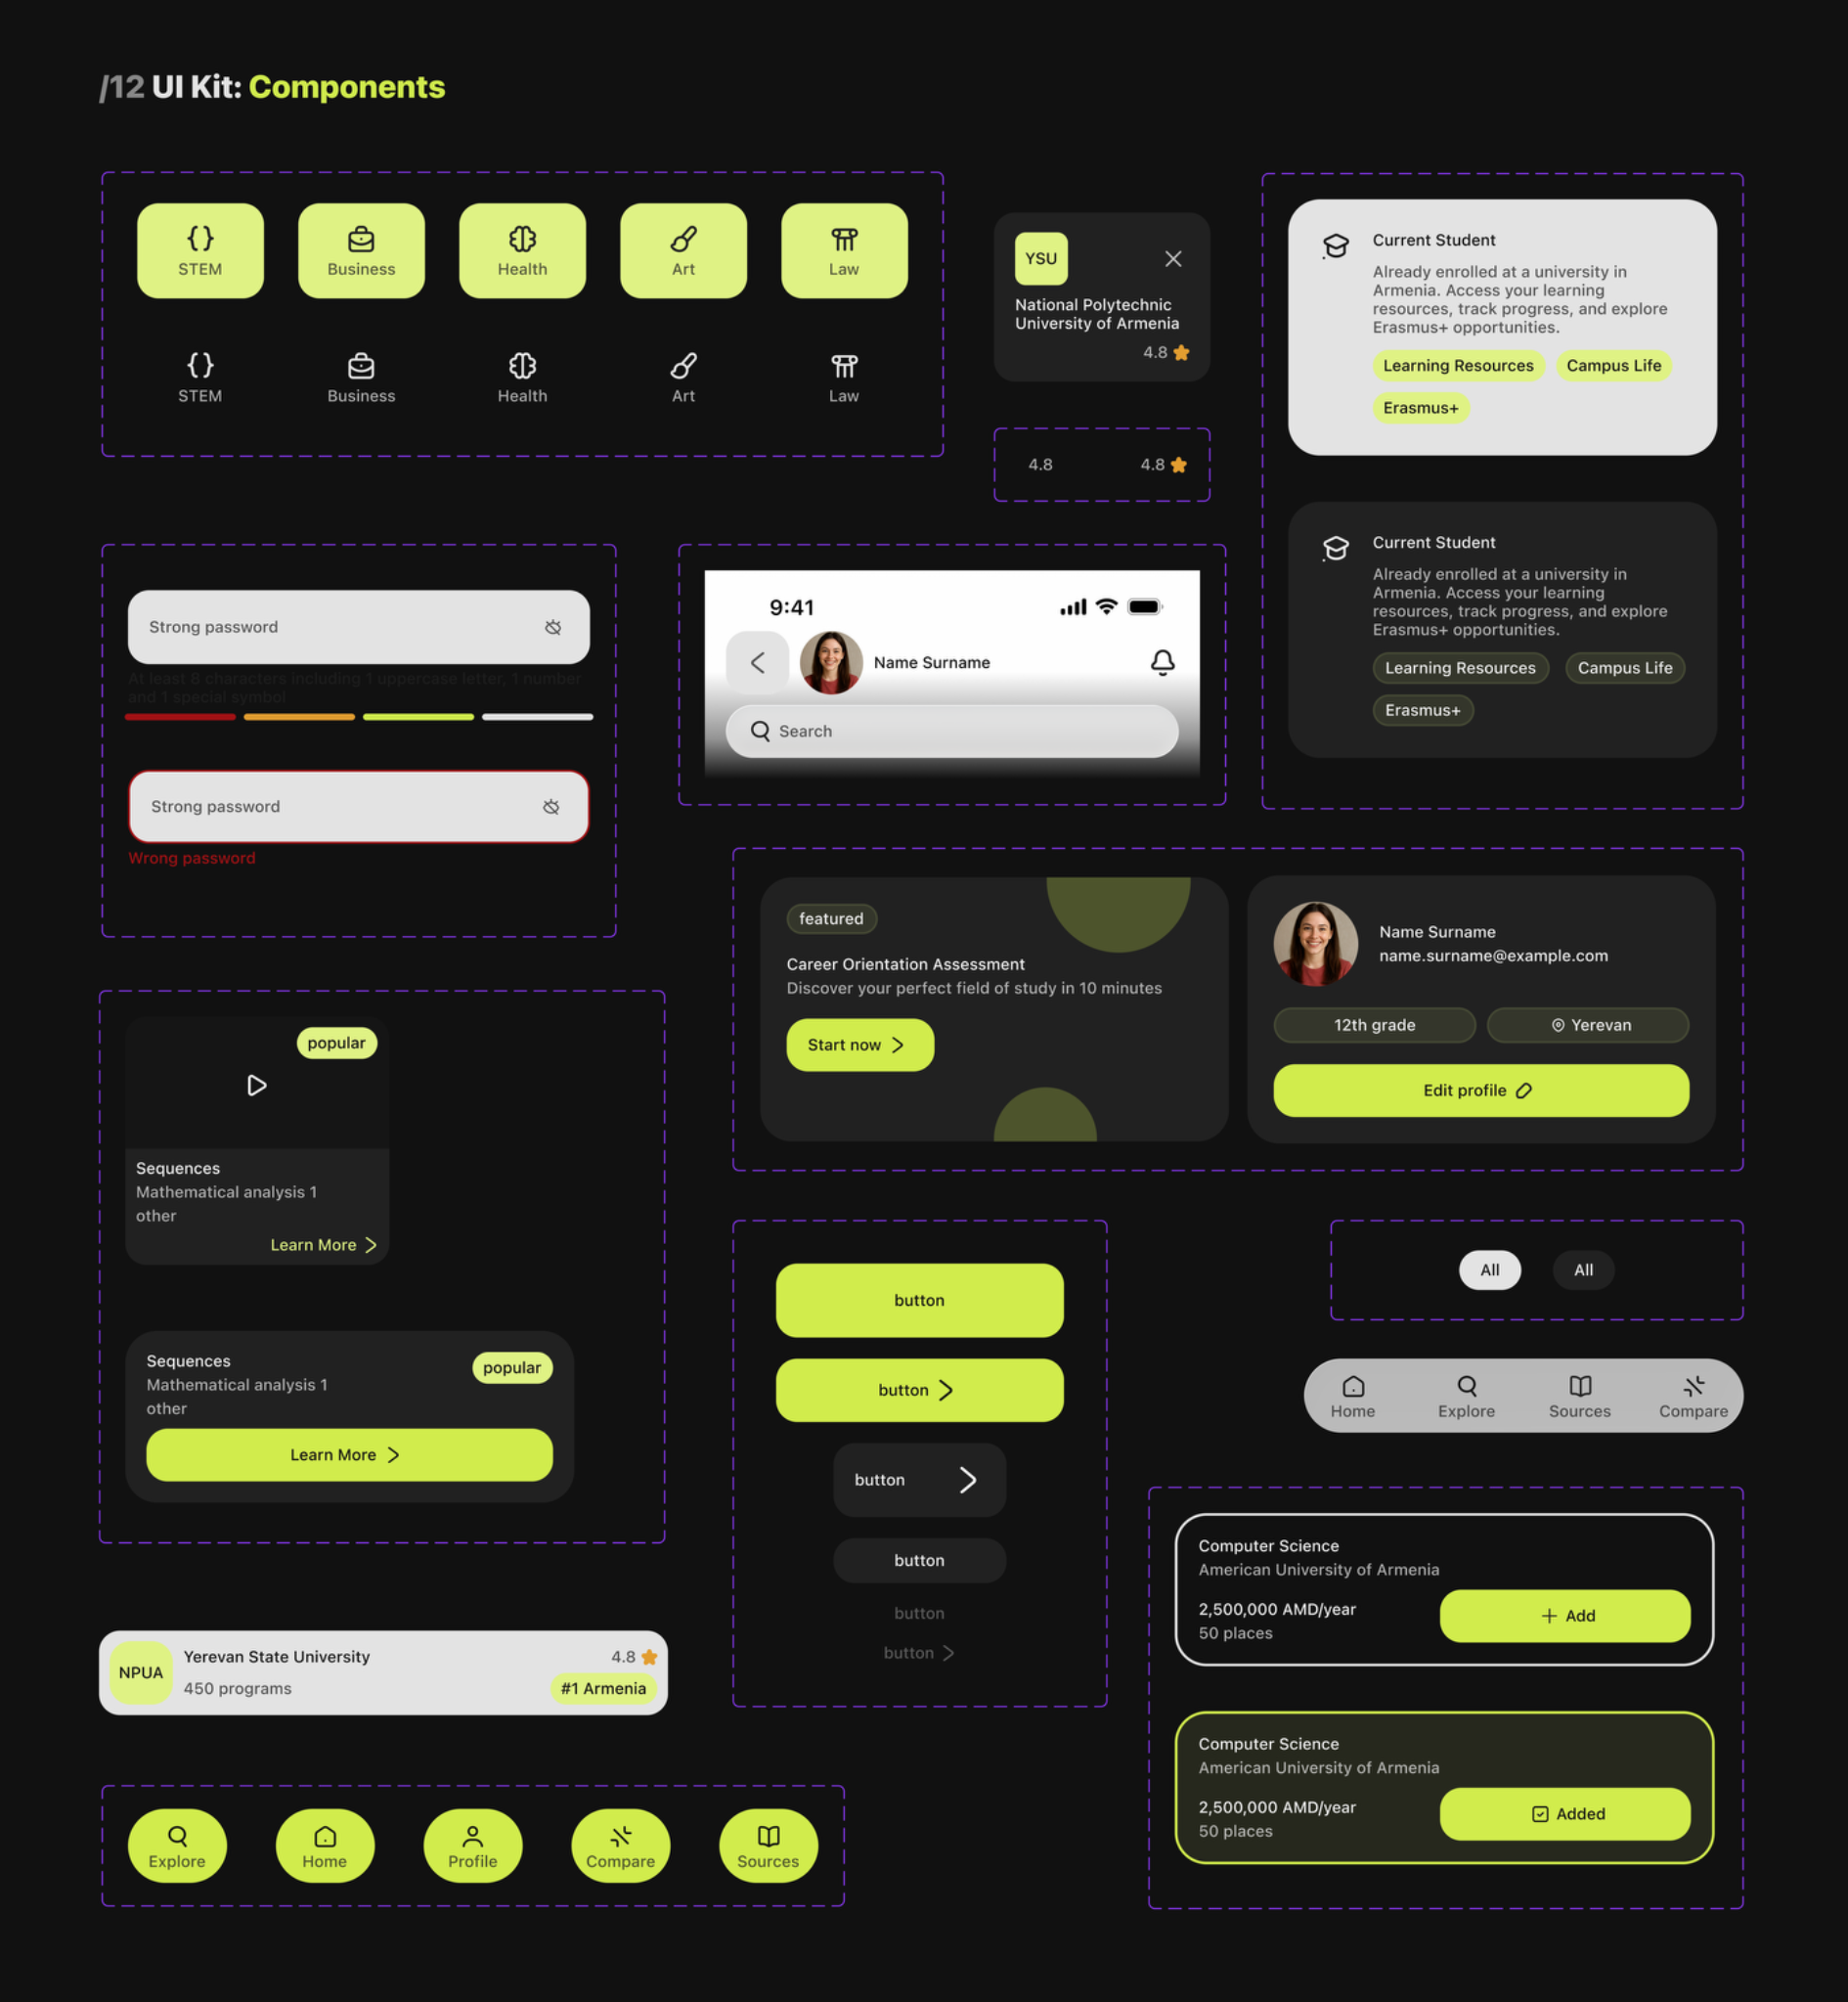 /12 UI Kit: Components
STEM
Business
Health
Art
Law
STEM
Business
Health
Art
Law
YSU
National Polytechnic
University of Armenia
4.8
4.8
4.8
Current Student
Already enrolled at a university in
Armenia. Access your learning
resources, track progress, and explore
Erasmus+ opportunities.
Learning Resources
Campus Life
Erasmus+
Current Student
Already enrolled at a university in
Armenia. Access your learning
resources, track progress, and explore
Erasmus+ opportunities.
Learning Resources
Campus Life
Erasmus+
Strong password
At least 8 characters including 1 uppercase letter, 1 number
and 1 special symbol
Strong password
Wrong password
9:41
Name Surname
Search
featured
Career Orientation Assessment
Discover your perfect field of study in 10 minutes
Start now
Name Surname
name.surname@example.com
12th grade
Yerevan
Edit profile
popular
Sequences
Mathematical analysis 1
other
Learn More
Sequences
popular
Mathematical analysis 1
other
Learn More
button
button
button
button
button
button
All
All
Home
Explore
Sources
Compare
Computer Science
American University of Armenia
2,500,000 AMD/year
50 places
Add
Computer Science
American University of Armenia
2,500,000 AMD/year
50 places
Added
NPUA
Yerevan State University
450 programs
4.8
#1 Armenia
Explore
Home
Profile
Compare
Sources